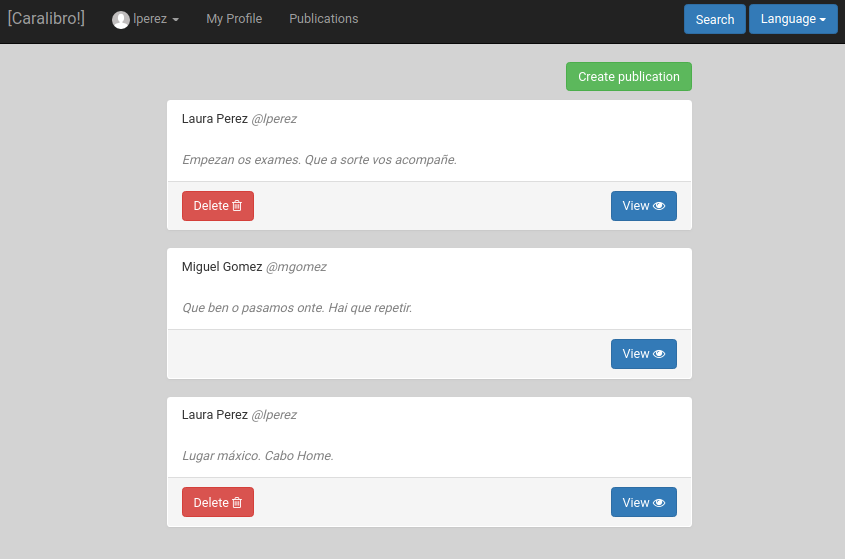 [Caralibro!] lperez My Profile Publications Search Language
Create publication
Laura Perez @lperez
Empezan os exames. Que a sorte vos acompañe.
Delete View
Miguel Gomez @mgomez
Que ben o pasamos onte. Hai que repetir.
View
Laura Perez @lperez
Lugar máxico. Cabo Home.
Delete View